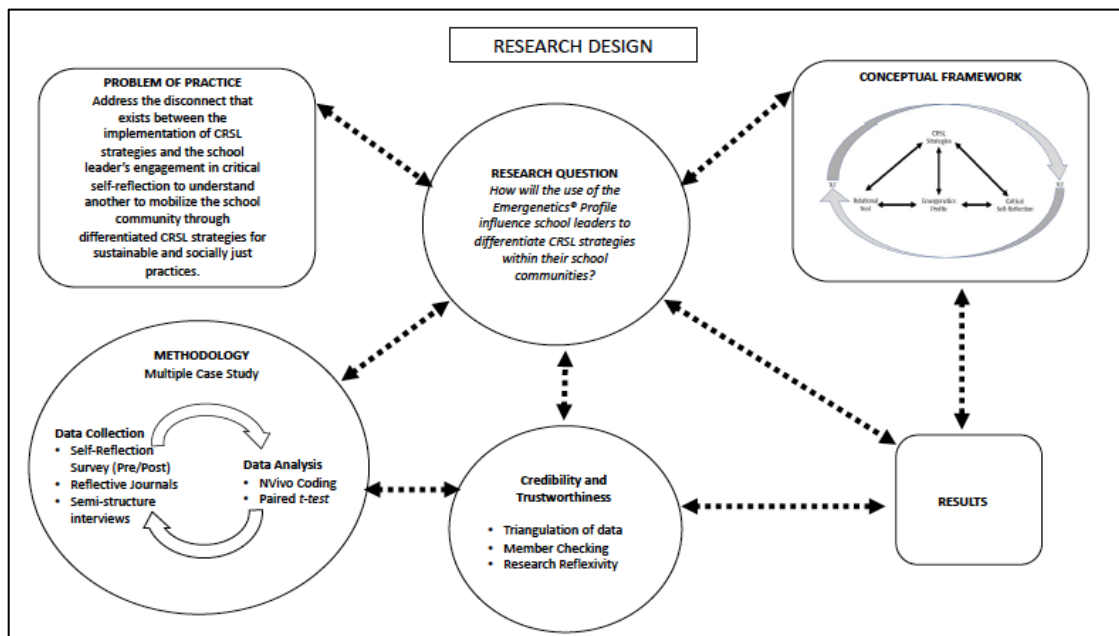 RESEARCH DESIGN
PROBLEM OF PRACTICE
Address the disconnect that
exists between the
implementation of CRSL
strategies and the school
leader's engagement in critical
self-reflection to understand
another to mobilize the school
community through
differentiated CRSL strategies for
sustainable and socially just
practices.
RESEARCH QUESTION
How will the use of the
Emergenetics® Profile
influence school leaders to
differentiate CRSL strategies
within their school
communities?
CONCEPTUAL FRAMEWORK
CRSL
Strategies
Relational
Emergenetics
Profile
Critical
Self-Reflection
METHODOLOGY
Multiple Case Study
Data Collection
• Self-Reflection
Survey (Pre/Post)
• Reflective Journals
• Semi-structure
interviews
Data Analysis
• NVivo Coding
• Paired t-test
Credibility and
Trustworthiness
• Triangulation of data
• Member Checking
• Research Reflexivity
RESULTS